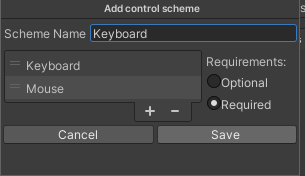 Add control scheme
Scheme Name Keyboard
Keyboard
Mouse
Requirements:
Optional
Required
+ −
Cancel Save